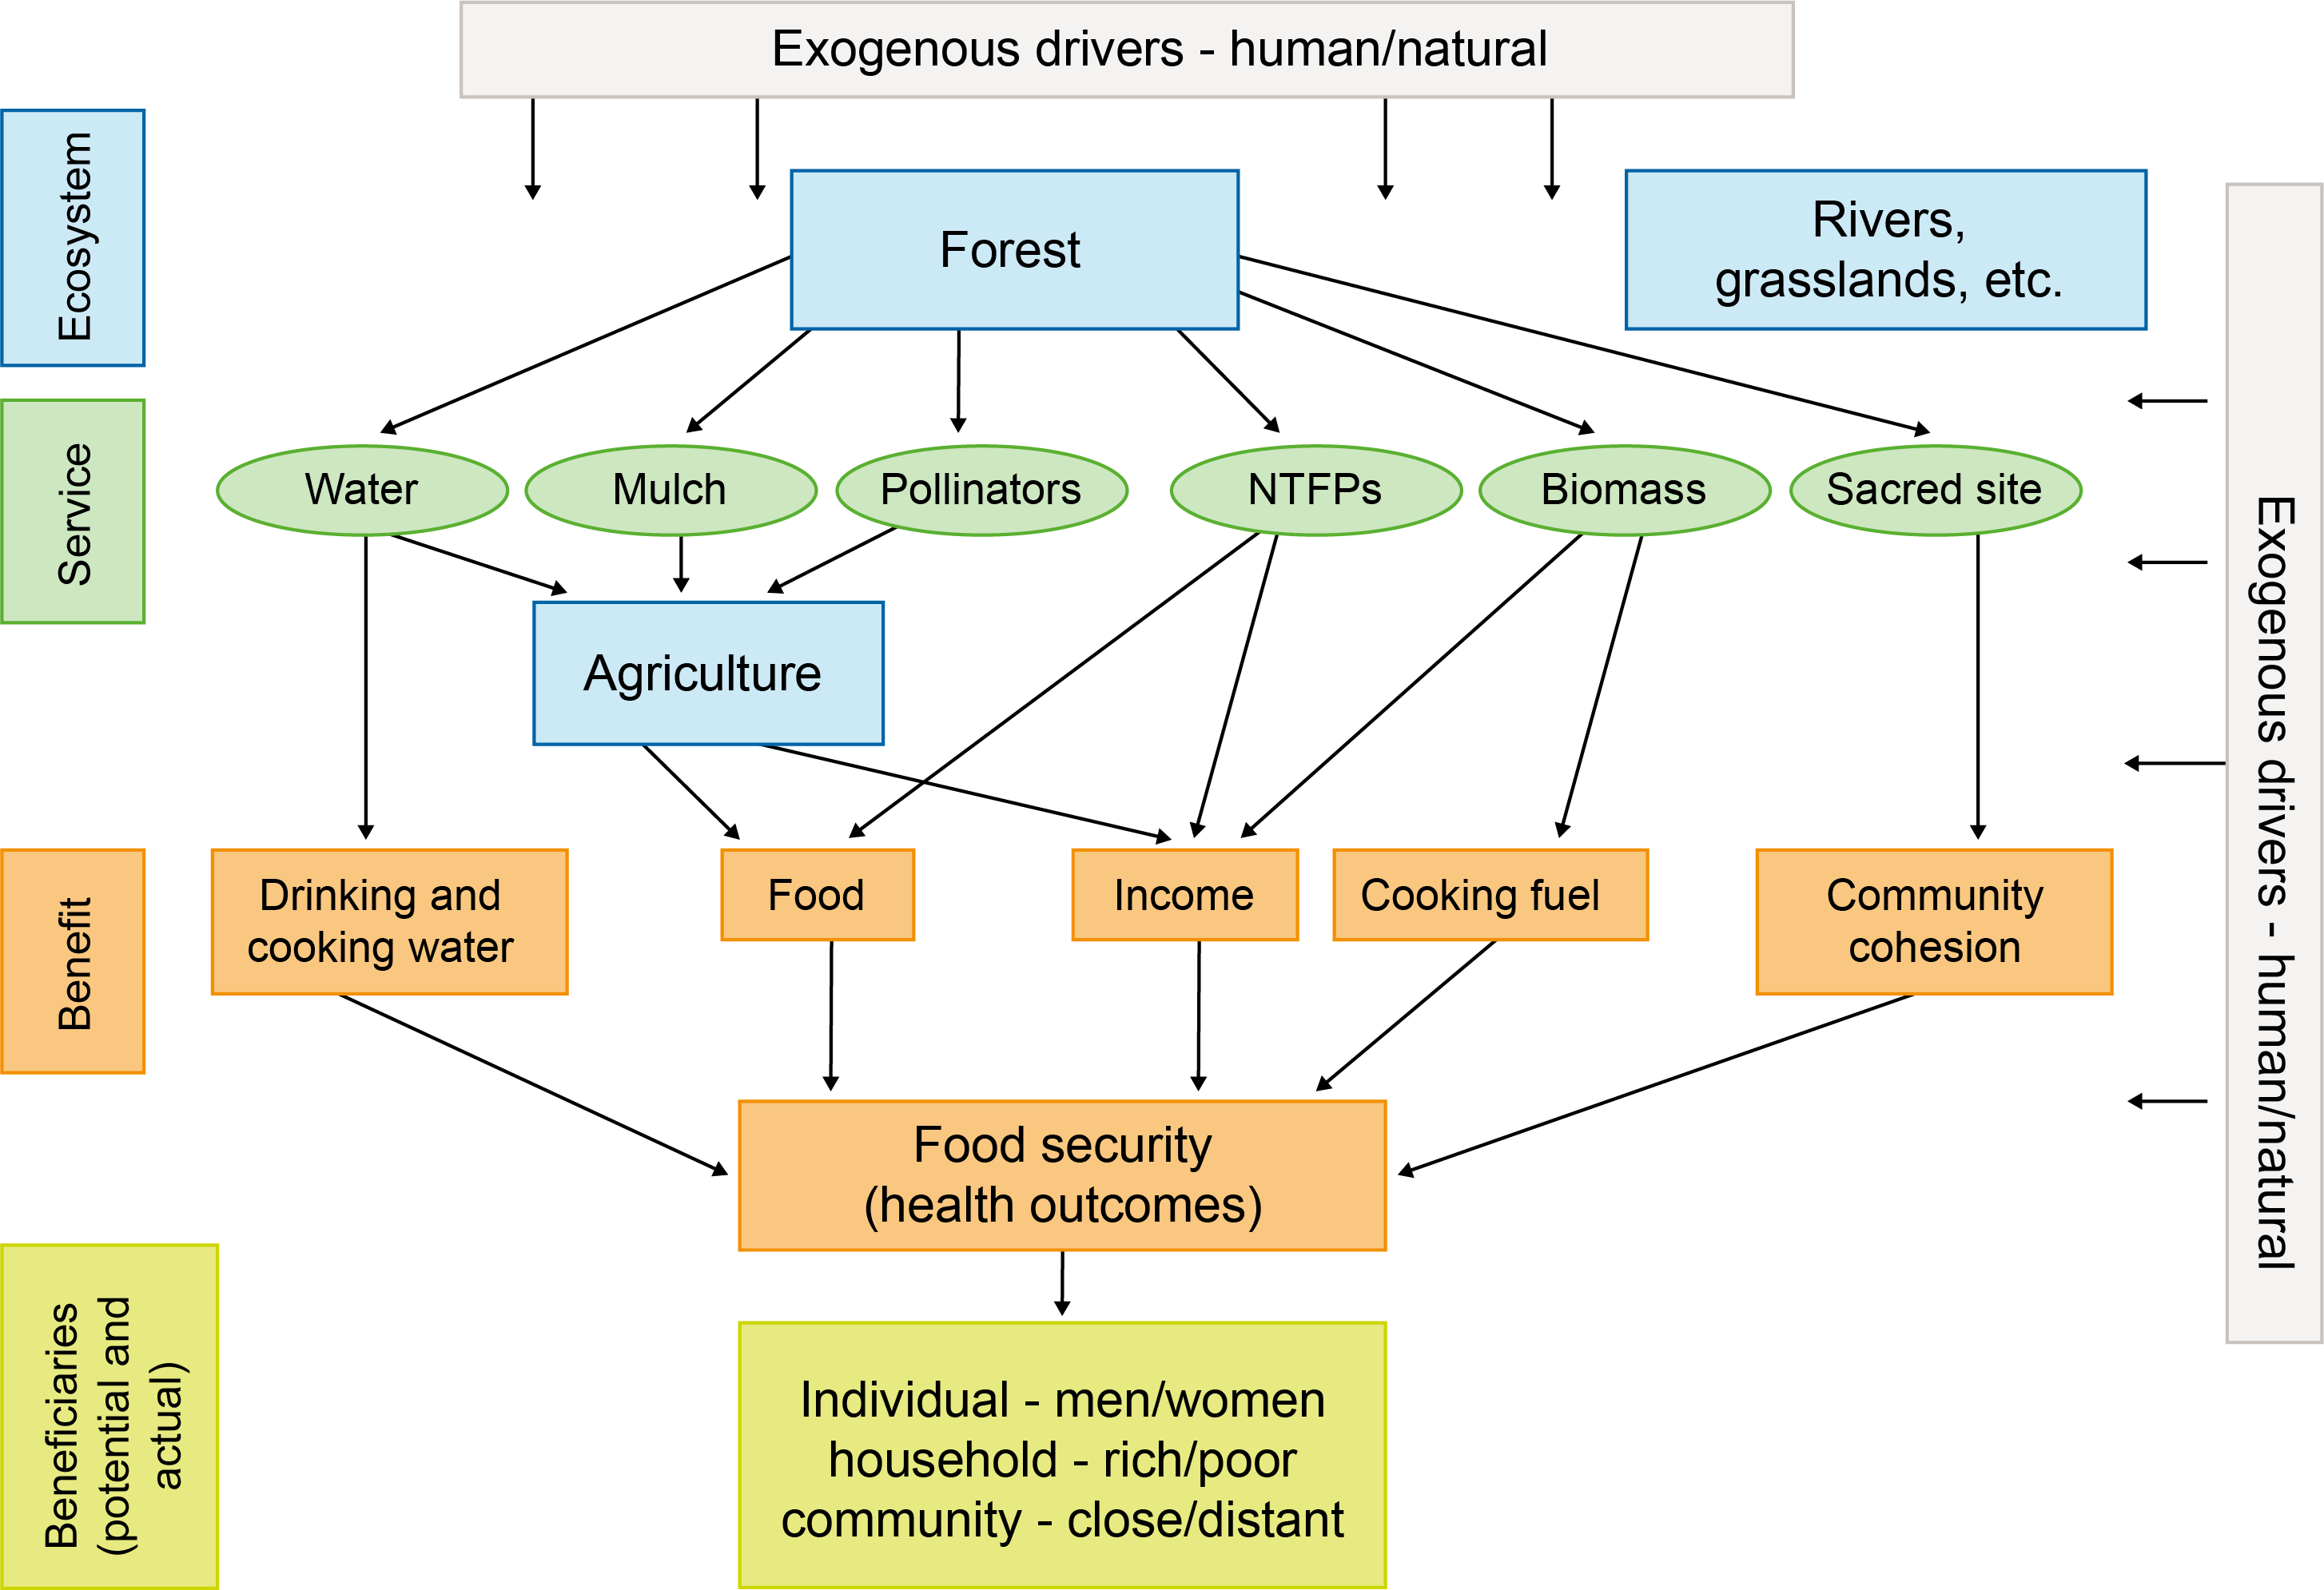 Exogenous drivers - human/natural
Ecosystem
Forest
Rivers,
grasslands, etc.
Service
Water
Mulch
Pollinators
NTFPs
Biomass
Sacred site
Agriculture
Exogenous drivers - human/natural
Benefit
Drinking and
cooking water
Food
Income
Cooking fuel
Community
cohesion
Food security
(health outcomes)
Beneficiaries
(potential and
actual)
Individual - men/women
household - rich/poor
community - close/distant